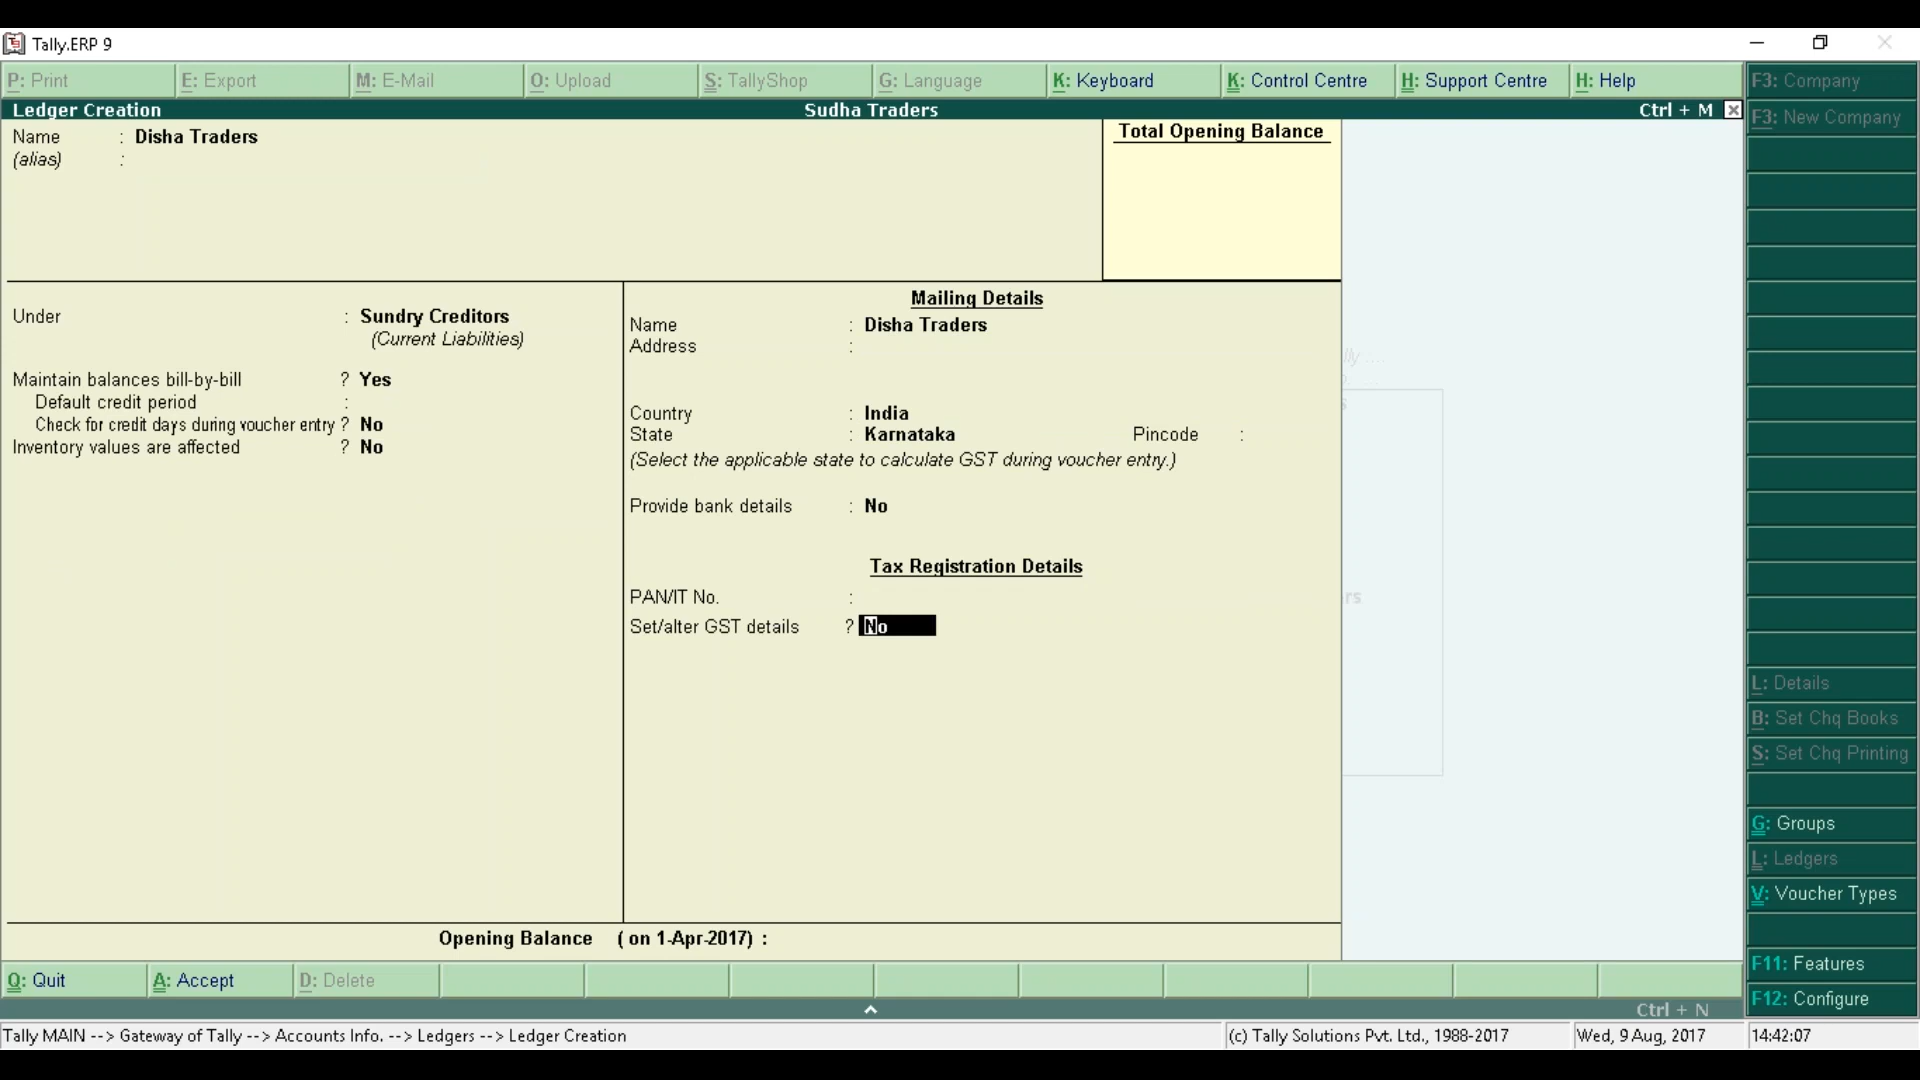 Tally.ERP 9
P: Print E: Export M: E-Mail O: Upload S: TallyShop G: Language K: Keyboard K: Control Centre H: Support Centre H: Help
Ledger Creation Sudha Traders Ctrl + M
Name : Disha Traders
(alias) :
Total Opening Balance
Under : Sundry Creditors
(Current Liabilities)
Maintain balances bill-by-bill ? Yes
Default credit period :
Check for credit days during voucher entry ? No
Inventory values are affected ? No
Mailing Details
Name : Disha Traders
Address :
Country : India
State : Karnataka Pincode :
(Select the applicable state to calculate GST during voucher entry.)
Provide bank details : No
Tax Registration Details
PAN/IT No. :
Set/alter GST details ? No
Opening Balance ( on 1-Apr-2017) :
F3: Company
F3: New Company
L: Details
B: Set Chq Books
S: Set Chq Printing
G: Groups
L: Ledgers
V: Voucher Types
F11: Features
F12: Configure
Q: Quit A: Accept D: Delete
Ctrl + N
Tally MAIN --> Gateway of Tally --> Accounts Info. --> Ledgers --> Ledger Creation (c) Tally Solutions Pvt. Ltd., 1988-2017 Wed, 9 Aug, 2017 14:42:07